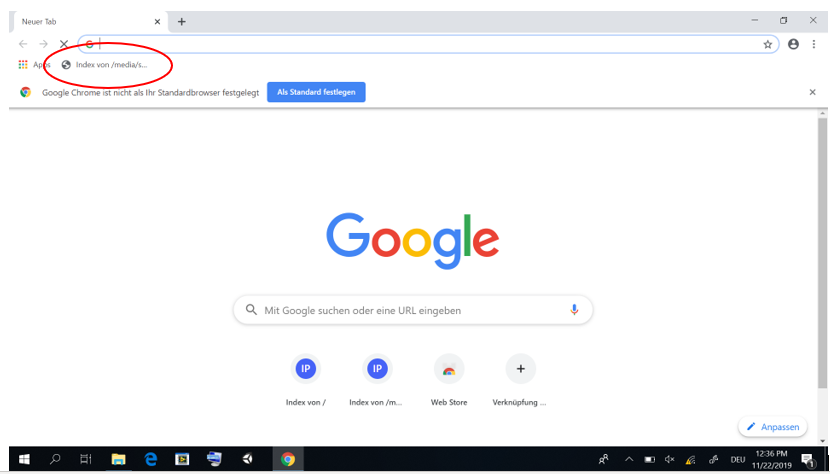 Neuer Tab
G
Apps Index von /media/s...
Google Chrome ist nicht als Ihr Standardbrowser festgelegt Als Standard festlegen
Google
Mit Google suchen oder eine URL eingeben
IP IP
Index von / Index von /m... Web Store Verknüpfung ...
Anpassen
DEU 12:36 PM
11/22/2019
1